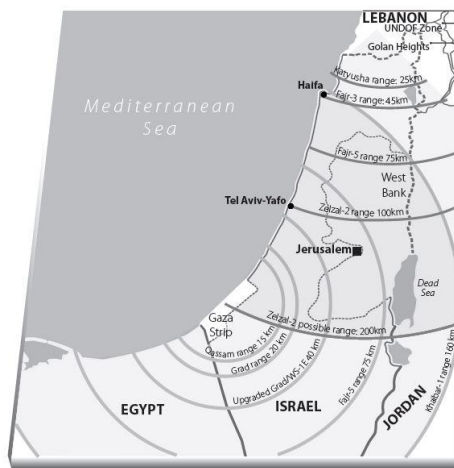 LEBANON
UNDOF Zone
Golan Heights
Katyusha range: 25km
Haifa
Fajr-3 range: 45km
Mediterranean
Sea
Fajr-5 range 75km
West
Bank
Tel Aviv-Yafo
Zelzal-2 range 100km
Jerusalem
Dead
Sea
Gaza
Strip
Zelzal-2 possible range: 200km
Qassam range 15 km
Grad range 20 km
Upgraded Grad/WS-1E 40 km
Fajr-5 range 75 km
Khaibar-1 range 160 km
EGYPT
ISRAEL
JORDAN